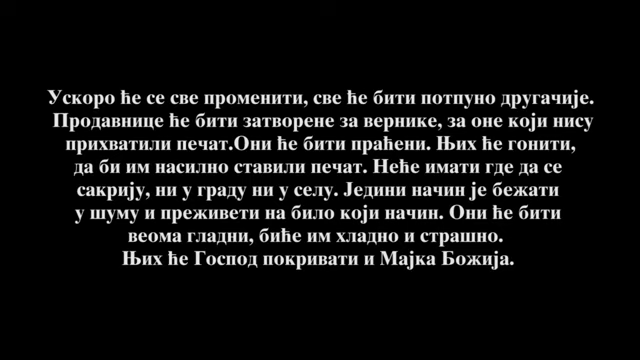 Ускоро ће се све променити, све ће бити потпуно другачије.
Продавнице ће бити затворене за вернике, за оне који нису
прихватили печат.Они ће бити праћени. Њих ће гонити,
да би им насилно ставили печат. Неће имати где да се
сакрију, ни у граду ни у селу. Једини начин је бежати
у шуму и преживети на било који начин. Они ће бити
веома гладни, биће им хладно и страшно.
Њих ће Господ покривати и Мајка Божија.